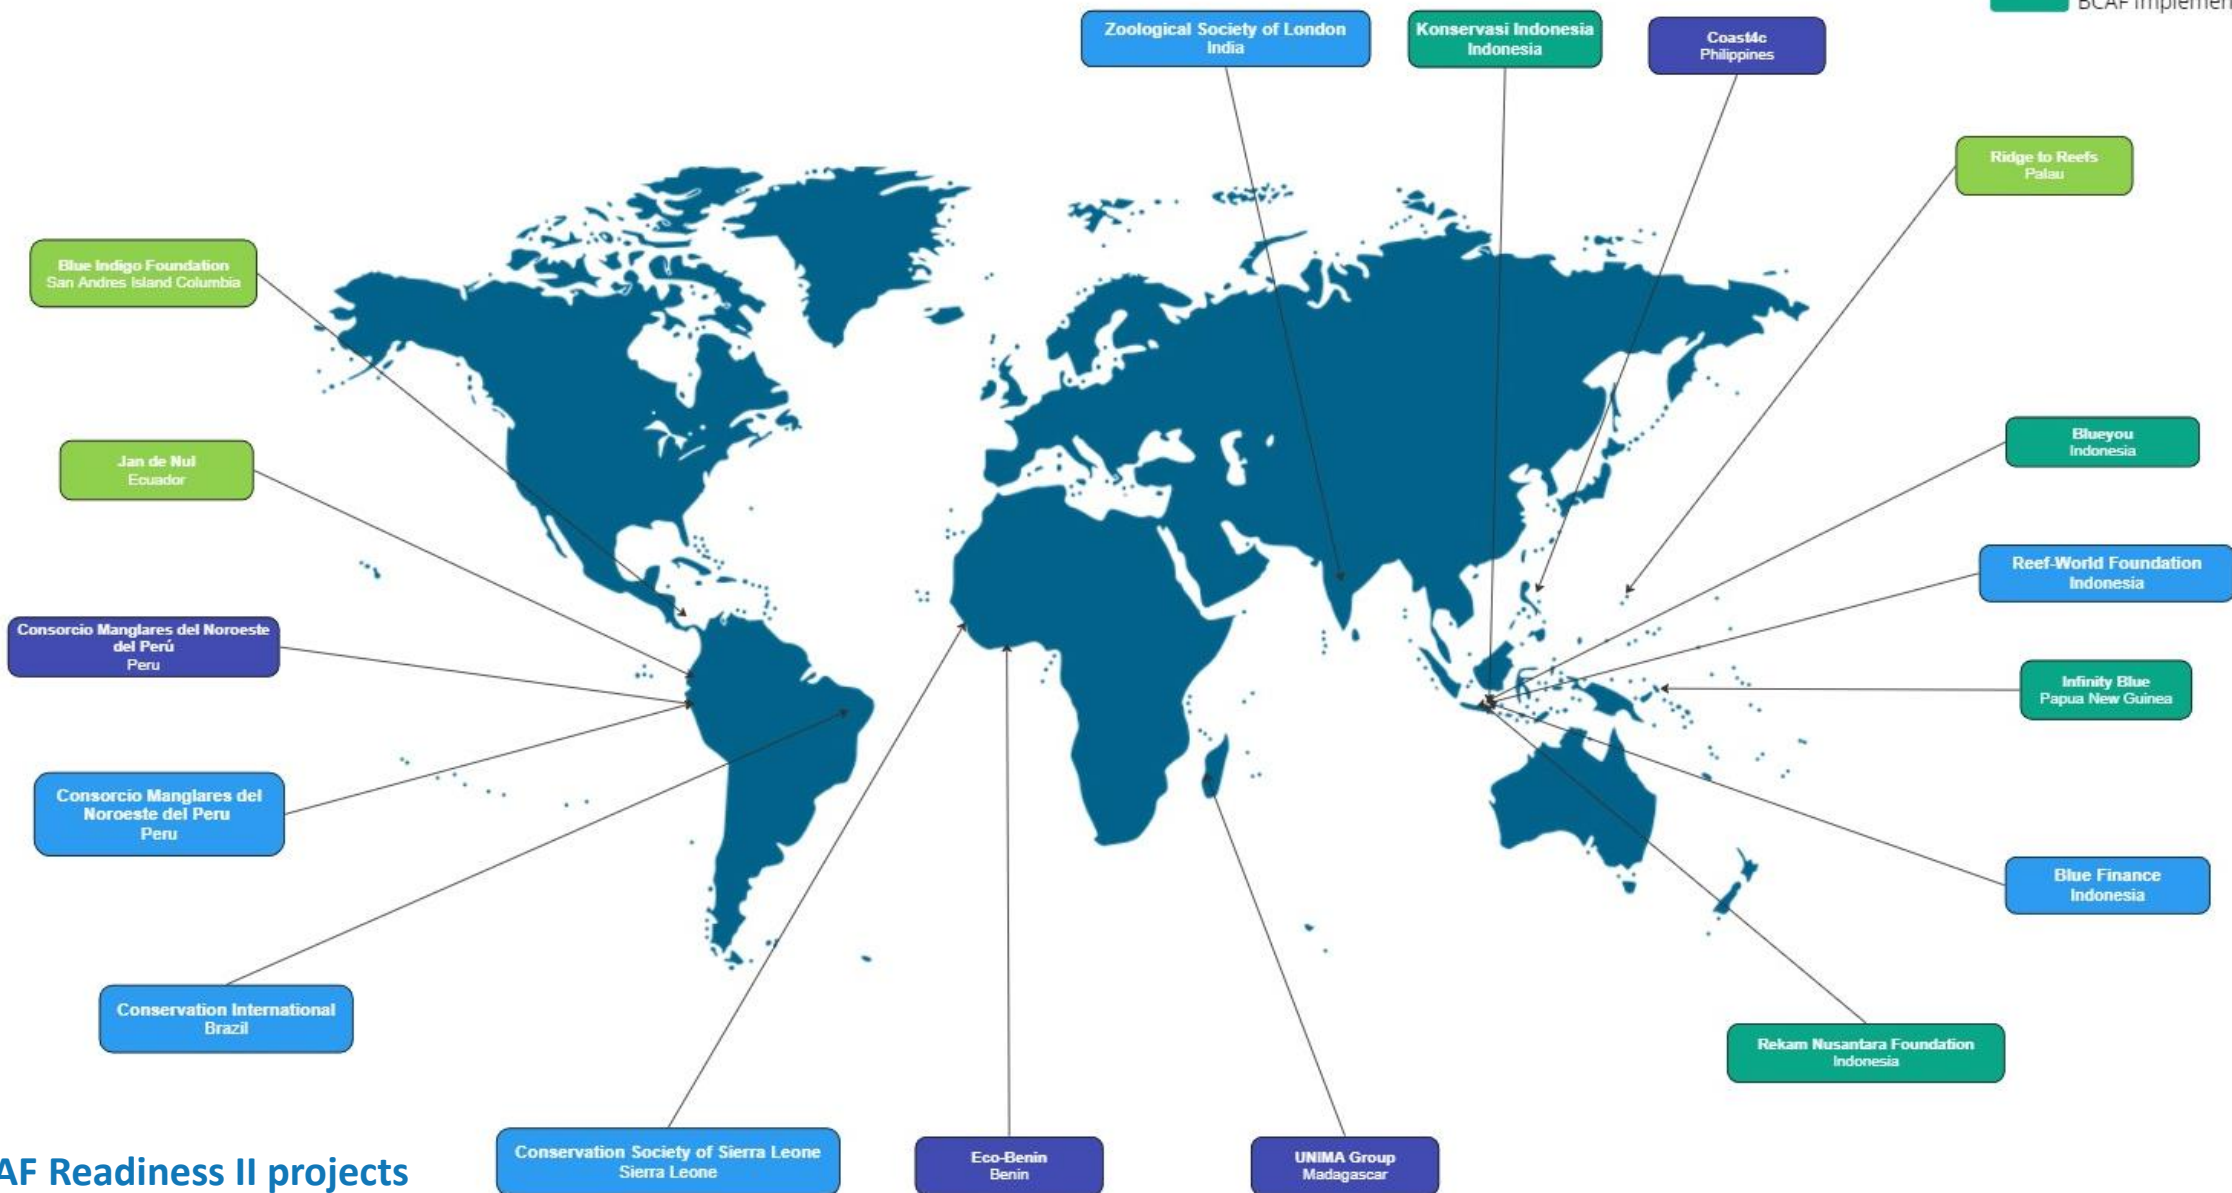 BCAF Implemen
Zoological Society of London
India
Konservasi Indonesia
Indonesia
Coast4c
Philippines
Ridge to Reefs
Palau
Blue Indigo Foundation
San Andres Island Columbia
Blueyou
Indonesia
Jan de Nul
Ecuador
Reef-World Foundation
Indonesia
Consorcio Manglares del Noroeste
del Perú
Peru
Infinity Blue
Papua New Guinea
Consorcio Manglares del
Noroeste del Peru
Peru
Blue Finance
Indonesia
Conservation International
Brazil
Rekam Nusantara Foundation
Indonesia
Conservation Society of Sierra Leone
Sierra Leone
Eco-Benin
Benin
UNIMA Group
Madagascar
AF Readiness II projects